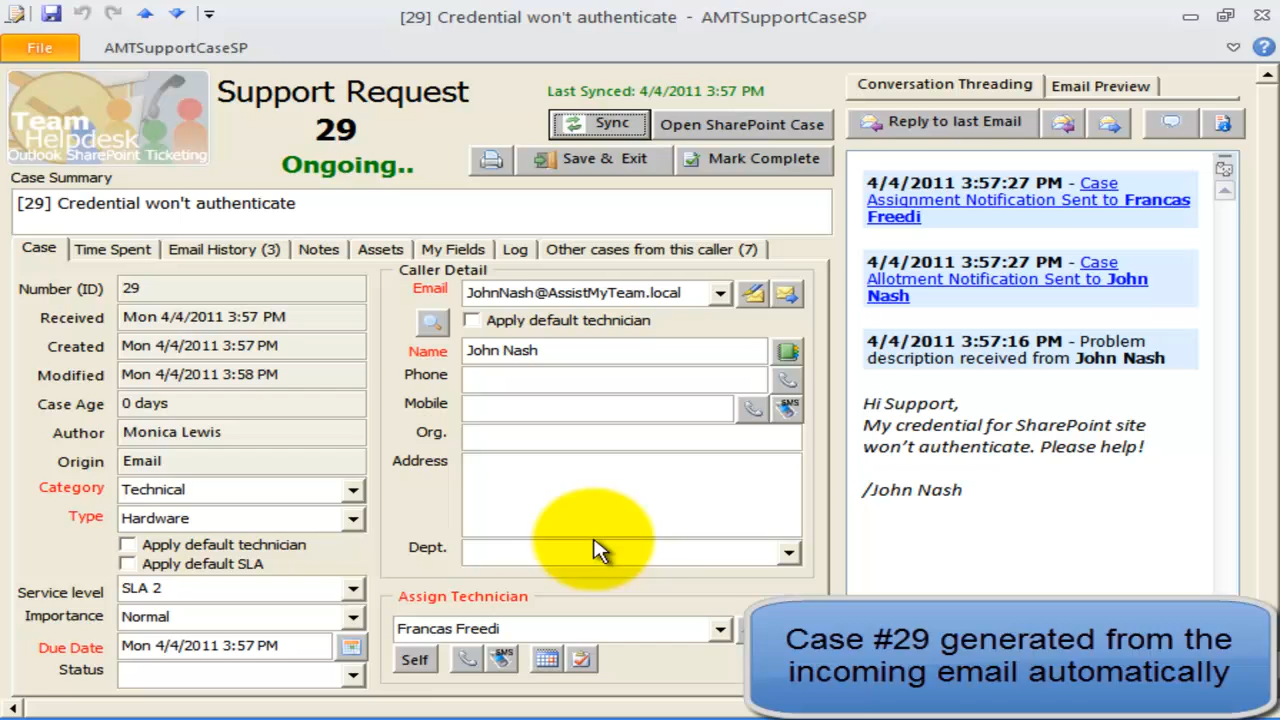 [29] Credential won't authenticate - AMTSupportCaseSP
File
AMTSupportCaseSP
Team
Helpdesk
Outlook SharePoint Ticketing
Support Request
29
Ongoing..
Last Synced: 4/4/2011 3:57 PM
Sync
Open SharePoint Case
Save & Exit
Mark Complete
Case Summary
[29] Credential won't authenticate
Case
Time Spent
Email History (3)
Notes
Assets
My Fields
Log
Other cases from this caller (7)
Number (ID) 29
Received Mon 4/4/2011 3:57 PM
Created Mon 4/4/2011 3:57 PM
Modified Mon 4/4/2011 3:58 PM
Case Age 0 days
Author Monica Lewis
Origin Email
Category Technical
Type Hardware
Apply default technician
Apply default SLA
Service level SLA 2
Importance Normal
Due Date Mon 4/4/2011 3:57 PM
Status
Caller Detail
Email JohnNash@AssistMyTeam.local
Apply default technician
Name John Nash
Phone
Mobile
SMS
Org.
Address
Dept.
Assign Technician
Francas Freedi
Self
SMS
Conversation Threading
Email Preview
Reply to last Email
4/4/2011 3:57:27 PM - Case
Assignment Notification Sent to Francas
Freedi
4/4/2011 3:57:27 PM - Case
Allotment Notification Sent to John
Nash
4/4/2011 3:57:16 PM - Problem
description received from John Nash
Hi Support,
My credential for SharePoint site
won't authenticate. Please help!
/John Nash
Case #29 generated from the
incoming email automatically